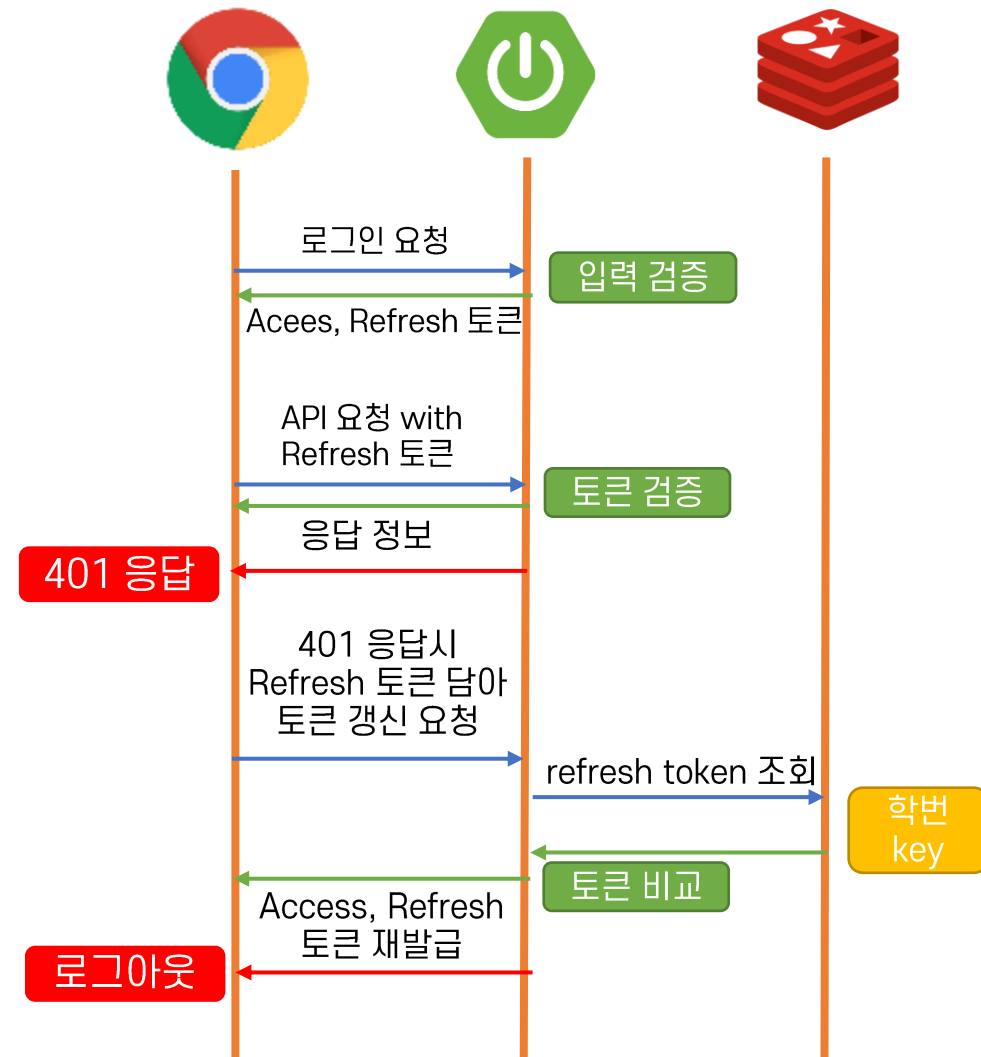 로그인 요청
입력 검증
Acees, Refresh 토큰
API 요청 with
Refresh 토큰
토큰 검증
응답 정보
401 응답
401 응답시
Refresh 토큰 담아
토큰 갱신 요청
refresh token 조회
학번
key
토큰 비교
Access, Refresh
토큰 재발급
로그아웃